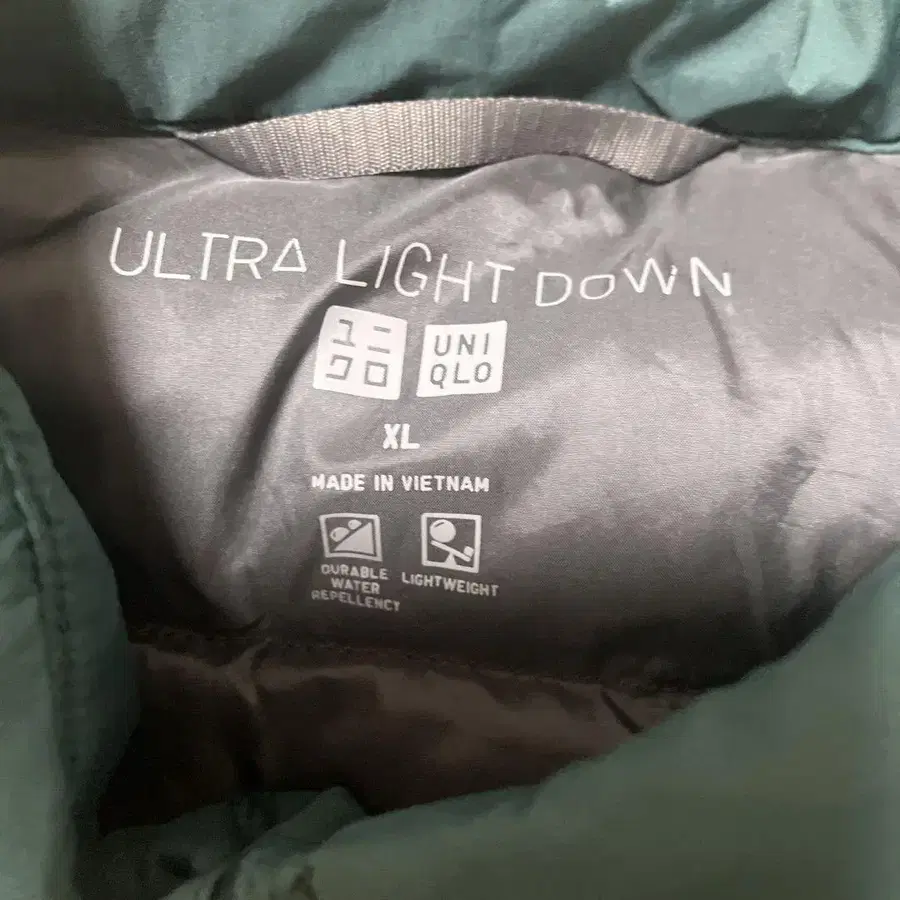 ULTRA LIGHT DOWN
ユニ
クロ
UNI
QLO
XL
MADE IN VIETNAM
DURABLE
WATER
REPELLENCY
LIGHTWEIGHT